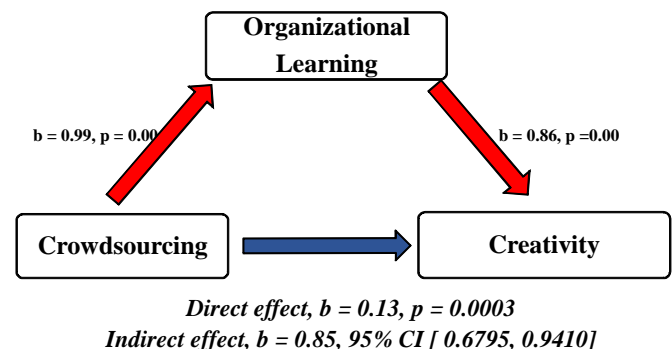 Organizational
Learning
b = 0.99, p = 0.00
b = 0.86, p =0.00
Crowdsourcing
Creativity
Direct effect, b = 0.13, p = 0.0003
Indirect effect, b = 0.85, 95% CI [ 0.6795, 0.9410]